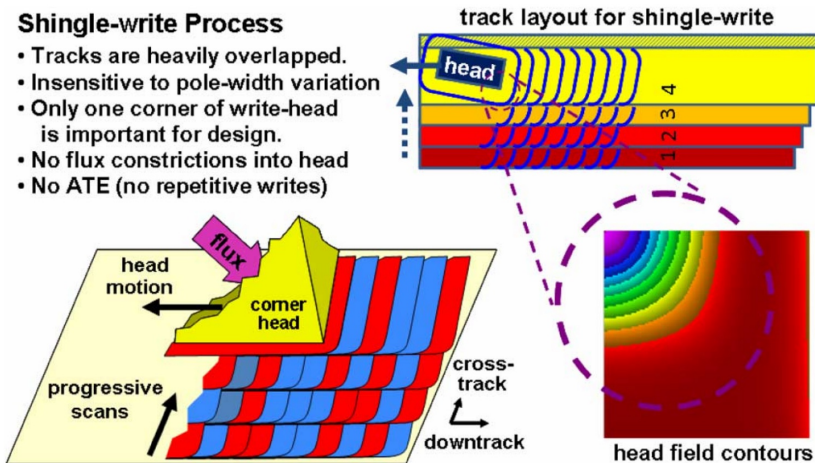 Shingle-write Process
• Tracks are heavily overlapped.
• Insensitive to pole-width variation
• Only one corner of write-head
is important for design.
• No flux constrictions into head
• No ATE (no repetitive writes)
track layout for shingle-write
head
4
3
2
1
flux
head
motion
corner
head
progressive
scans
cross-
track
downtrack
head field contours